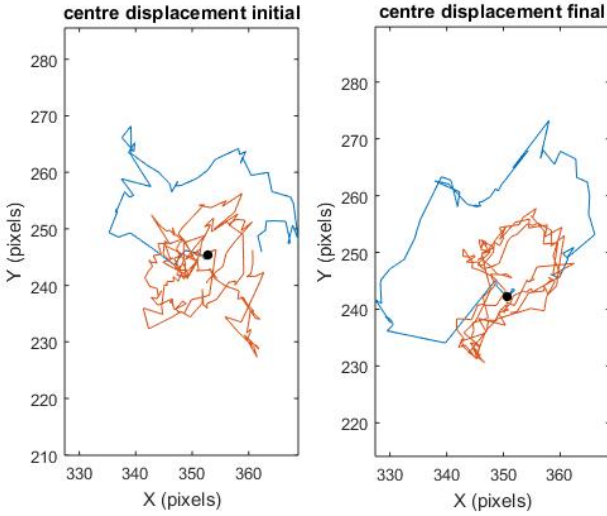 centre displacement initial
280
270
260
250
240
230
220
210
Y (pixels)
330 340 350 360
X (pixels)
centre displacement final
280
270
260
250
240
230
220
Y (pixels)
330 340 350 360
X (pixels)